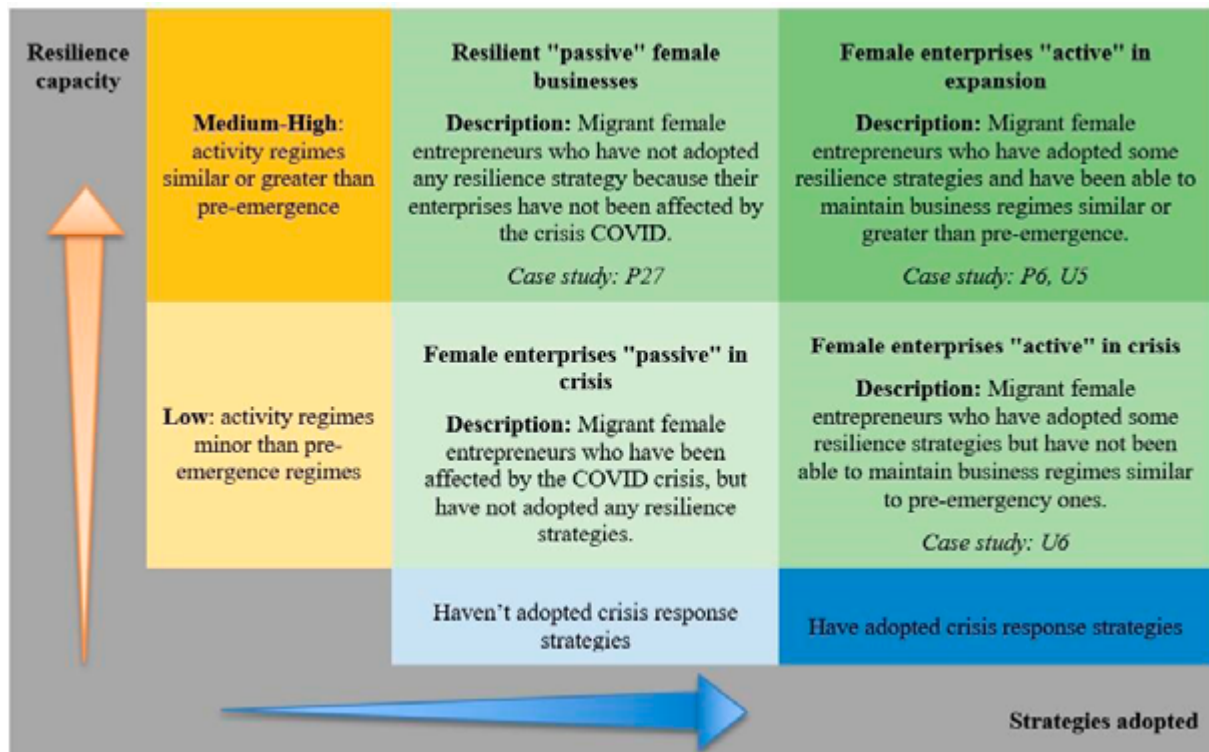 Resilience
capacity
Medium-High:
activity regimes
similar or greater than
pre-emergence
Resilient "passive" female
businesses
Description: Migrant female
entrepreneurs who have not adopted
any resilience strategy because their
enterprises have not been affected by
the crisis COVID.
Case study: P27
Female enterprises "active" in
expansion
Description: Migrant female
entrepreneurs who have adopted some
resilience strategies and have been able to
maintain business regimes similar or
greater than pre-emergence.
Case study: P6, U5
Low: activity regimes
minor than pre-
emergence regimes
Female enterprises "passive" in
crisis
Description: Migrant female
entrepreneurs who have been
affected by the COVID crisis, but
have not adopted any resilience
strategies.
Female enterprises "active" in crisis
Description: Migrant female
entrepreneurs who have adopted some
resilience strategies but have not been
able to maintain business regimes similar
to pre-emergency ones.
Case study: U6
Haven’t adopted crisis response
strategies
Have adopted crisis response strategies
Strategies adopted